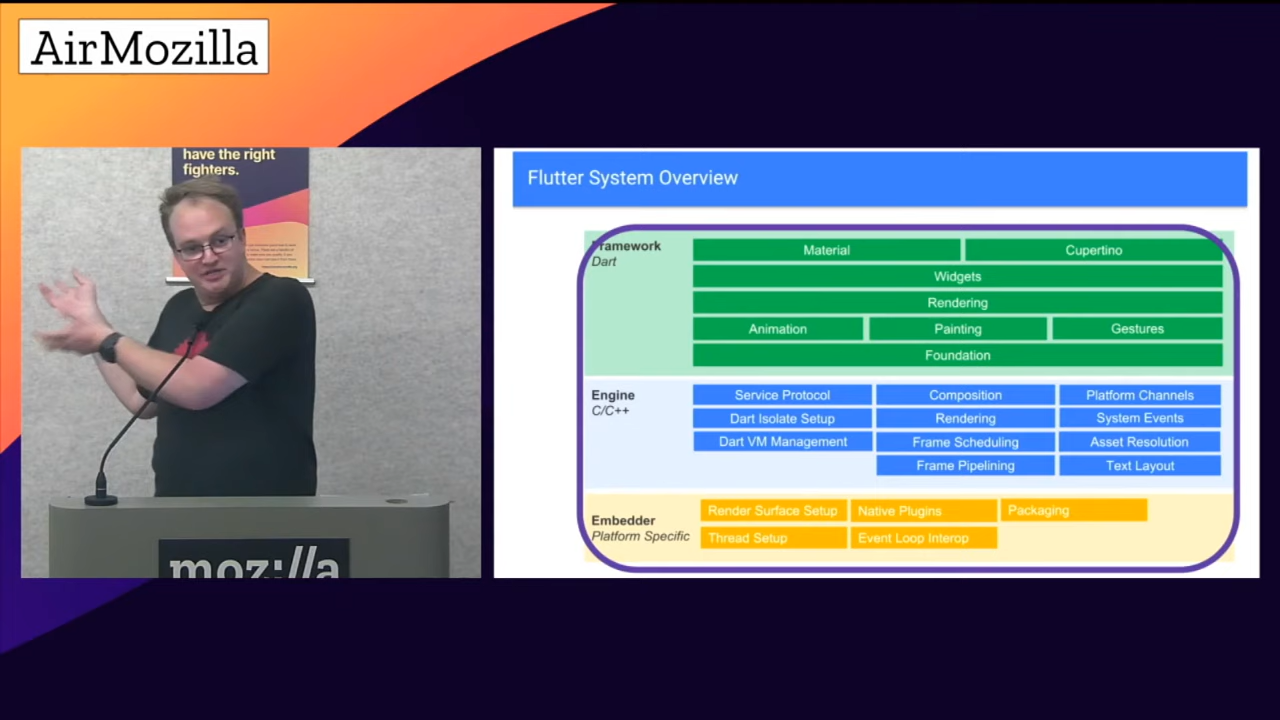 AirMozilla
have the right
fighters.
moz://a
Flutter System Overview
Framework
Dart
Material
Cupertino
Widgets
Rendering
Animation
Painting
Gestures
Foundation
Engine
C/C++
Service Protocol
Composition
Platform Channels
Dart Isolate Setup
Rendering
System Events
Dart VM Management
Frame Scheduling
Asset Resolution
Frame Pipelining
Text Layout
Embedder
Platform Specific
Render Surface Setup
Native Plugins
Packaging
Thread Setup
Event Loop Interop